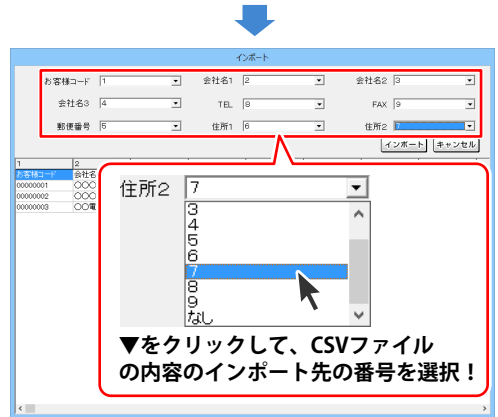 インポート
お客様コード 1 会社名1 2 会社名2 3
会社名3 4 TEL 8 FAX 9
郵便番号 5 住所1 6 住所2 7
インポート キャンセル
1 2
お客様コード 会社名
00000001 〇〇〇
00000002 〇〇〇
00000003 〇〇電
住所2 7
3
4
5
6
7
8
9
なし
▼をクリックして、CSVファイル
の内容のインポート先の番号を選択！